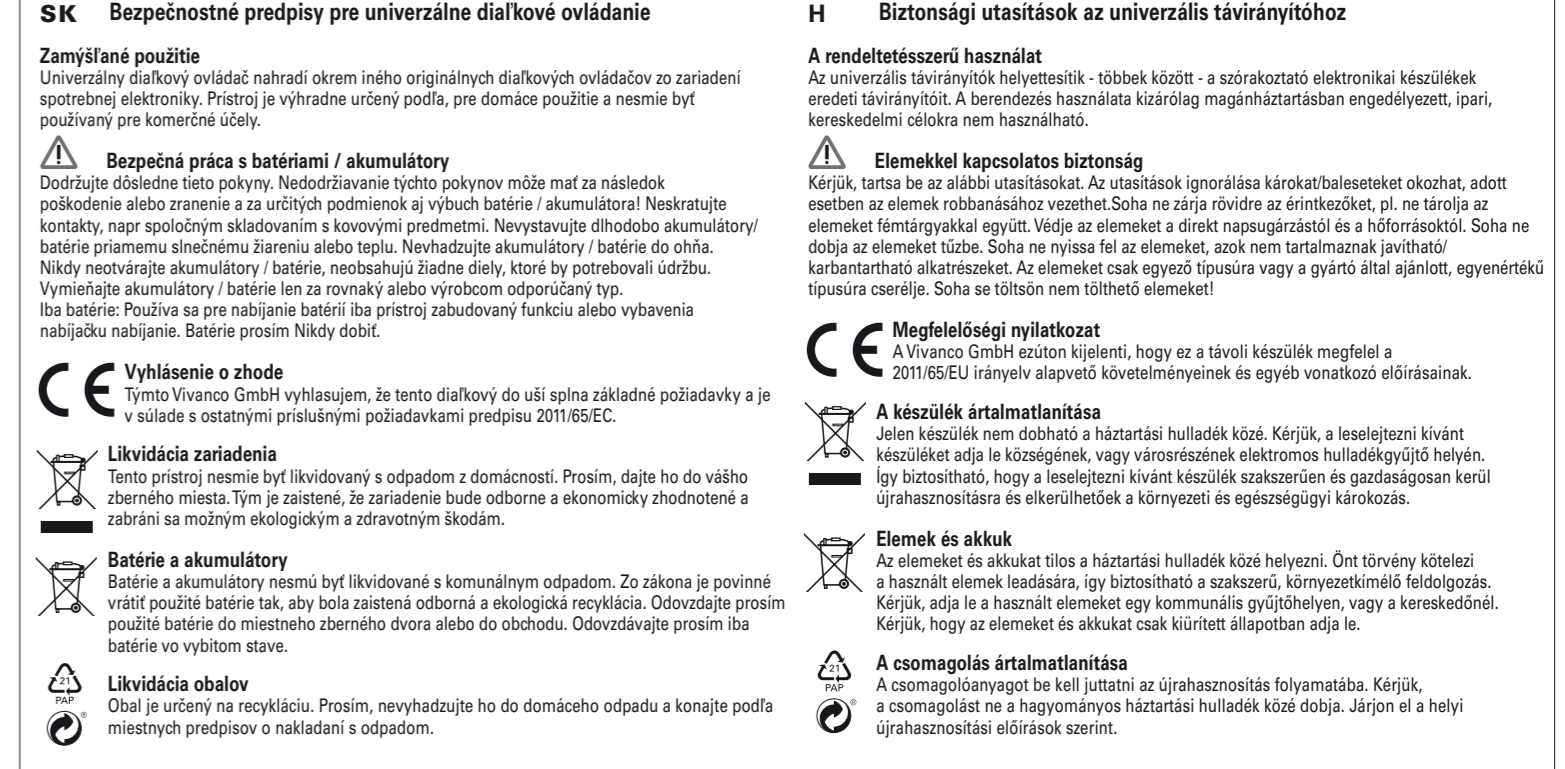 SK Bezpečnostné predpisy pre univerzálne diaľkové ovládanie
Zamýšľané použitie
Univerzálny diaľkový ovládač nahradí okrem iného originálnych diaľkových ovládačov zo zariadení
spotrebnej elektroniky. Prístroj je výhradne určený podľa, pre domáce použitie a nesmie byť
používaný pre komerčné účely.
Bezpečná práca s batériami / akumulátory
Dodržujte dôsledne tieto pokyny. Nedodržiavanie týchto pokynov môže mať za následok
poškodenie alebo zranenie a za určitých podmienok aj výbuch batérie / akumulátora! Neskratujte
kontakty, napr spoločným skladovaním s kovovými predmetmi. Nevystavujte dlhodobo akumulátory/
batérie priamemu slnečnému žiareniu alebo teplu. Nevhadzujte akumulátory / batérie do ohňa.
Nikdy neotvárajte akumulátory / batérie, neobsahujú žiadne diely, ktoré by potrebovali údržbu.
Vymieňajte akumulátory / batérie len za rovnaký alebo výrobcom odporúčaný typ.
Iba batérie: Používa sa pre nabíjanie batérií iba prístroj zabudovaný funkciu alebo vybavenia
nabíjačku nabíjanie. Batérie prosím Nikdy dobiť.
CE Vyhlásenie o zhode
Týmto Vivanco GmbH vyhlasujem, že tento diaľkový do uší splna základné požiadavky a je
v súlade s ostatnými príslušnými požiadavkami predpisu 2011/65/EC.
Likvidácia zariadenia
Tento prístroj nesmie byť likvidovaný s odpadom z domácností. Prosím, dajte ho do vášho
zberného miesta. Tým je zaistené, že zariadenie bude odborne a ekonomicky zhodnotené a
zabráni sa možným ekologickým a zdravotným škodám.
Batérie a akumulátory
Batérie a akumulátory nesmú byť likvidované s komunálnym odpadom. Zo zákona je povinné
vrátiť použité batérie tak, aby bola zaistená odborná a ekologická recyklácia. Odovzdajte prosím
použité batérie do miestneho zberného dvora alebo do obchodu. Odovzdávajte prosím iba
batérie vo vybitom stave.
21
PAP
Likvidácia obalov
Obal je určený na recykláciu. Prosím, nevyhadzujte ho do domáceho odpadu a konajte podľa
miestnych predpisov o nakladaní s odpadom.
®
H Biztonsági utasítások az univerzális távirányítóhoz
A rendeltetésszerű használat
Az univerzális távirányítók helyettesítik - többek között - a szórakoztató elektronikai készülékek
eredeti távirányítóit. A berendezés használata kizárólag magánháztartásban engedélyezett, ipari,
kereskedelmi célokra nem használható.
Elemekkel kapcsolatos biztonság
Kérjük, tartsa be az alábbi utasításokat. Az utasítások ignorálása károkat/baleseteket okozhat, adott
esetben az elemek robbanásához vezethet.Soha ne zárja rövidre az érintkezőket, pl. ne tárolja az
elemeket fémtárgyakkal együtt. Védje az elemeket a direkt napsugárzástól és a hőforrásoktól. Soha ne
dobja az elemeket tűzbe. Soha ne nyissa fel az elemeket, azok nem tartalmaznak javítható/
karbantartható alkatrészeket. Az elemeket csak egyező típusúra vagy a gyártó által ajánlott, egyenértékű
típusúra cserélje. Soha se töltsön nem tölthető elemeket!
CE Megfelelőségi nyilatkozat
A Vivanco GmbH ezúton kijelenti, hogy ez a távoli készülék megfelel a
2011/65/EU irányelv alapvető követelményeinek és egyéb vonatkozó előírásainak.
A készülék ártalmatlanítása
Jelen készülék nem dobható a háztartási hulladék közé. Kérjük, a leselejtezni kívánt
készüléket adja le községének, vagy városrészének elektromos hulladékgyűjtő helyén.
Így biztosítható, hogy a leselejtezni kívánt készülék szakszerűen és gazdaságosan kerül
újrahasznosításra és elkerülhetőek a környezeti és egészségügyi károkozás.
Elemek és akkuk
Az elemeket és akkukat tilos a háztartási hulladék közé helyezni. Önt törvény kötelezi
a használt elemek leadására, így biztosítható a szakszerű, környezetkímélő feldolgozás.
Kérjük, adja le a használt elemeket egy kommunális gyűjtőhelyen, vagy a kereskedőnél.
Kérjük, hogy az elemeket és akkukat csak kiürített állapotban adja le.
21
PAP
A csomagolás ártalmatlanítása
A csomagolóanyagot be kell juttatni az újrahasznosítás folyamatába. Kérjük,
a csomagolást ne a hagyományos háztartási hulladék közé dobja. Járjon el a helyi
újrahasznosítási előírások szerint.
®